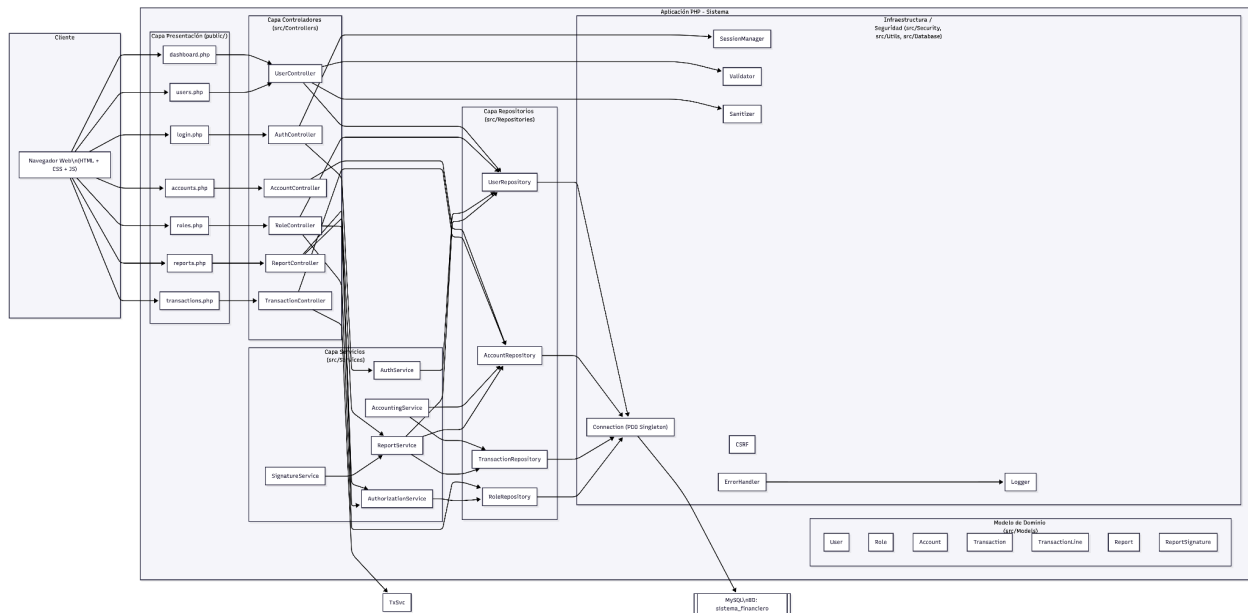 Aplicación PHP - Sistema
Cliente
Navegador Web\n(HTML +
CSS + JS)
Capa Presentación (public/)
dashboard.php
users.php
login.php
accounts.php
roles.php
reports.php
transactions.php
Capa Controladores
(src/Controllers)
UserController
AuthController
AccountController
RoleController
ReportController
TransactionController
Capa Servicios
(src/Services)
AuthService
AccountingService
ReportService
SignatureService
AuthorizationService
Capa Repositorios
(src/Repositories)
UserRepository
AccountRepository
TransactionRepository
RoleRepository
Infraestructura /
Seguridad (src/Security,
src/Utils, src/Database)
SessionManager
Validator
Sanitizer
Connection (PDO Singleton)
CSRF
ErrorHandler
Logger
Modelo de Dominio
(src/Models)
User
Role
Account
Transaction
TransactionLine
Report
ReportSignature
TxSvc
MySQL\nBD:
sistema_financiero